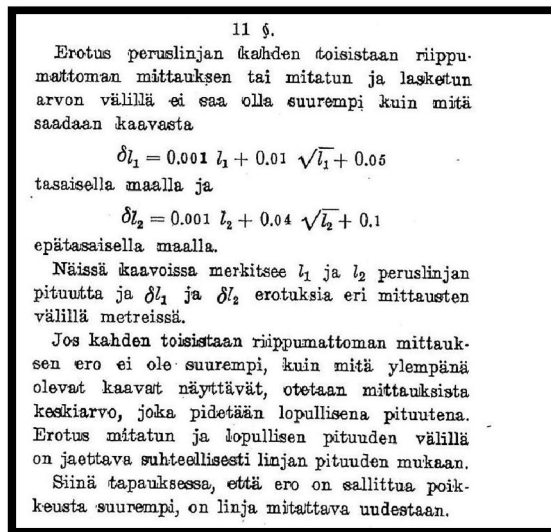 11 §.
Erotus peruslinjan kahden toisistaan riippu-
mattoman mittauksen tai mitatun ja lasketun
arvon välillä ei saa olla suurempi kuin mitä
saadaan kaavasta
δl₁ = 0.001 l₁ + 0.01 √l₁ + 0.05
tasaisella maalla ja
δl₂ = 0.001 l₂ + 0.04 √l₂ + 0.1
epätasaisella maalla.
Näissä kaavoissa merkitsee l₁ ja l₂ peruslinjan
pituutta ja δl₁ ja δl₂ erotuksia eri mittausten
välillä metreissä.
Jos kahden toisistaan riippumattoman mittauk-
sen ero ei ole suurempi, kuin mitä ylempänä
olevat kaavat näyttävät, otetaan mittauksista
keskiarvo, joka pidetään lopullisena pituutena.
Erotus mitatun ja lopullisen pituuden välillä
on jaettava suhteellisesti linjan pituuden mukaan.
Siinä tapauksessa, että ero on sallittua poik-
keusta suurempi, on linja mitattava uudestaan.